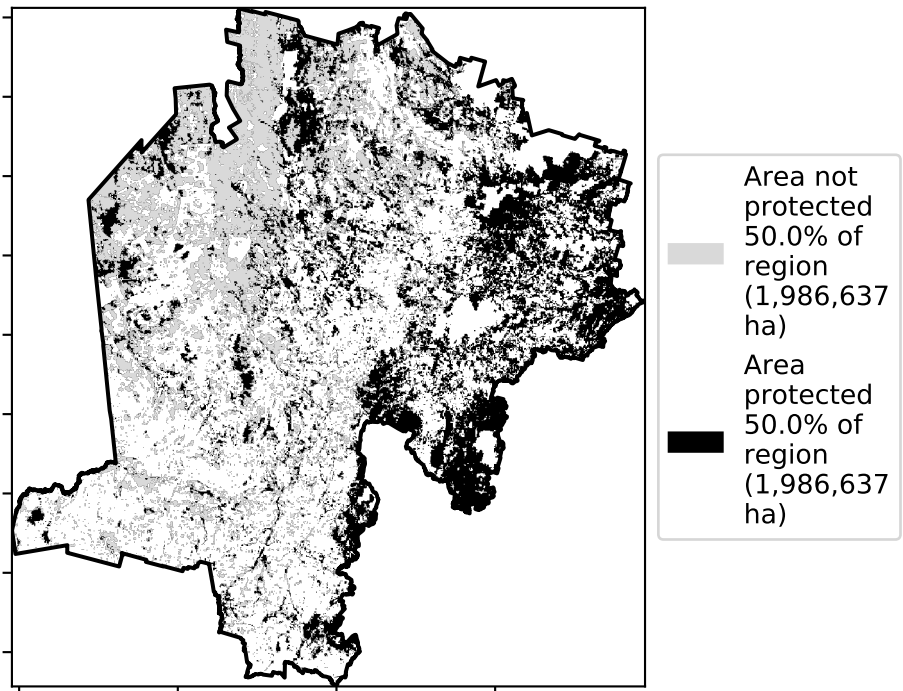 Area not
protected
50.0% of
region
(1,986,637
ha)
Area
protected
50.0% of
region
(1,986,637
ha)